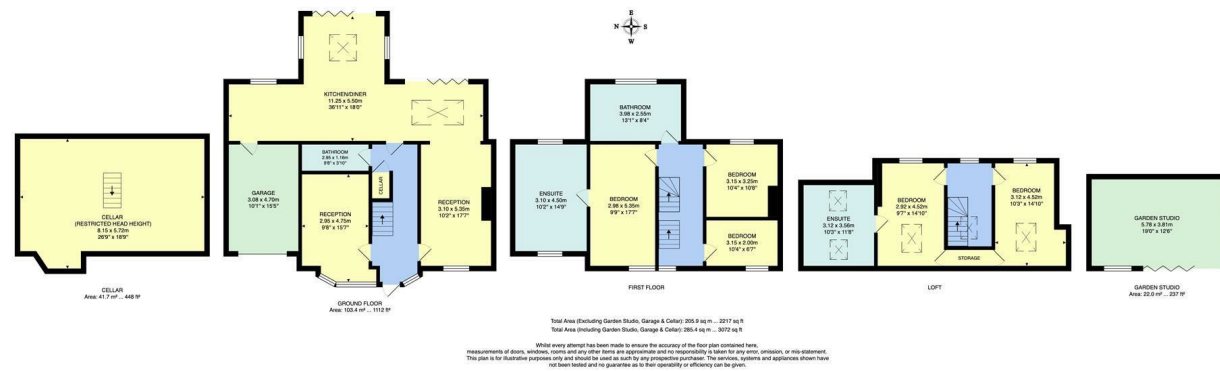 E
N S
W
KITCHEN/DINER
11.25 x 5.50m
36'11" x 18'0"
BATHROOM
2.95 x 1.16m
9'8" x 3'10"
CELLAR
GARAGE
3.08 x 4.70m
10'1" x 15'5"
RECEPTION
2.95 x 4.75m
9'8" x 15'7"
RECEPTION
3.10 x 5.35m
10'2" x 17'7"
GROUND FLOOR
Area: 103.4 m² ... 1112 ft²
CELLAR
(RESTRICTED HEAD HEIGHT)
8.15 x 5.72m
26'9" x 18'9"
CELLAR
Area: 41.7 m² ... 448 ft²
BATHROOM
3.98 x 2.55m
13'1" x 8'4"
ENSUITE
3.10 x 4.50m
10'2" x 14'9"
BEDROOM
2.98 x 5.35m
9'9" x 17'7"
BEDROOM
3.15 x 3.25m
10'4" x 10'8"
BEDROOM
3.15 x 2.00m
10'4" x 6'7"
FIRST FLOOR
ENSUITE
3.12 x 3.56m
10'3" x 11'8"
BEDROOM
2.92 x 4.52m
9'7" x 14'10"
BEDROOM
3.12 x 4.52m
10'3" x 14'10"
STORAGE
LOFT
GARDEN STUDIO
5.78 x 3.81m
19'0" x 12'6"
GARDEN STUDIO
Area: 22.0 m² ... 237 ft²
Total Area (Excluding Garden Studio, Garage & Cellar): 205.9 sq m ... 2217 sq ft
Total Area (Including Garden Studio, Garage & Cellar): 285.4 sq m ... 3072 sq ft
Whilst every attempt has been made to ensure the accuracy of the floor plan contained here,
measurements of doors, windows, rooms and any other items are approximate and no responsibility is taken for any error, omission, or mis-statement.
This plan is for illustrative purposes only and should be used as such by any prospective purchaser. The services, systems and appliances shown have
not been tested and no guarantee as to their operability or efficiency can be given.